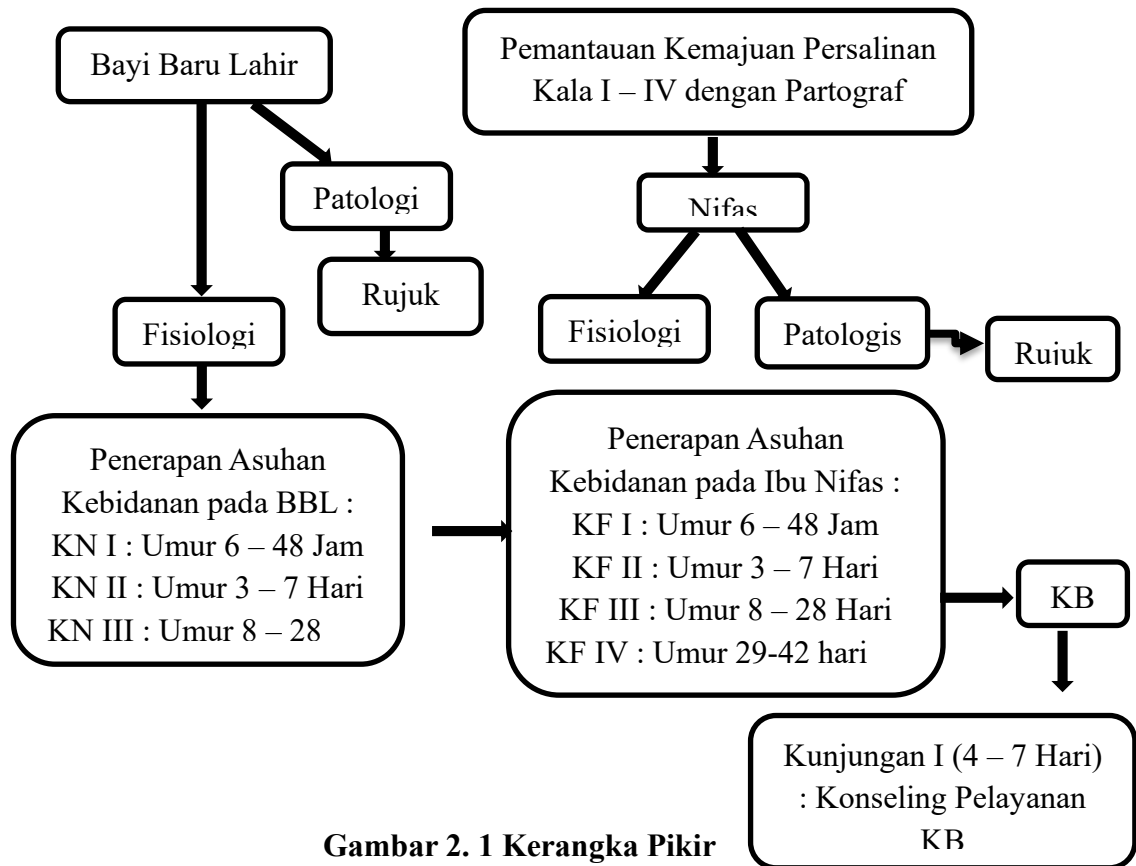 Bayi Baru Lahir
Pemantauan Kemajuan Persalinan
Kala I – IV dengan Partograf
Patologi
Nifas
Rujuk
Fisiologi
Fisiologi
Patologis
Rujuk
Penerapan Asuhan
Kebidanan pada BBL :
KN I : Umur 6 – 48 Jam
KN II : Umur 3 – 7 Hari
KN III : Umur 8 – 28
Penerapan Asuhan
Kebidanan pada Ibu Nifas :
KF I : Umur 6 – 48 Jam
KF II : Umur 3 – 7 Hari
KF III : Umur 8 – 28 Hari
KF IV : Umur 29-42 hari
KB
Kunjungan I (4 – 7 Hari)
: Konseling Pelayanan
KB
Gambar 2. 1 Kerangka Pikir